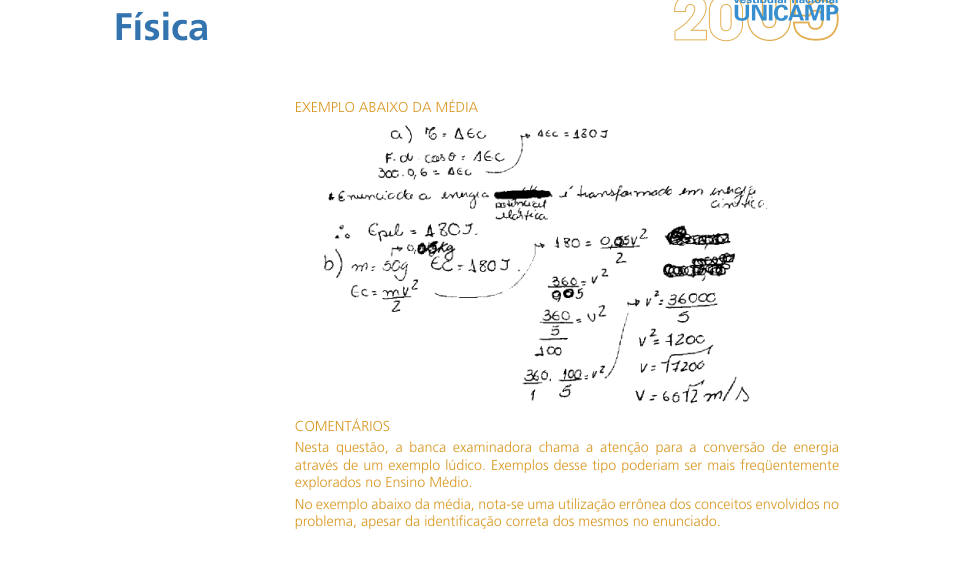 Física
vestibular nacional
2005
UNICAMP
EXEMPLO ABAIXO DA MÉDIA
a) τ = ΔEc → ΔEc = 180 J
F.d. cos θ = ΔEc
300.0,6 = ΔEc
* Enunciado a energia potencial elástica é transformado em energia cinética.
∴ Epel = 180J.
→ 0,05kg
b) m = 50g EC = 180 J.
Ec = mv²/2
→ 180 = 0,05v²/2
360/0,05 = v²
360/5/100 = v²
360/1 . 100/5 = v²
→ v² = 36000/5
v² = 7200
v = √7200
v = 60√2 m/s
COMENTÁRIOS
Nesta questão, a banca examinadora chama a atenção para a conversão de energia
através de um exemplo lúdico. Exemplos desse tipo poderiam ser mais freqüentemente
explorados no Ensino Médio.
No exemplo abaixo da média, nota-se uma utilização errônea dos conceitos envolvidos no
problema, apesar da identificação correta dos mesmos no enunciado.